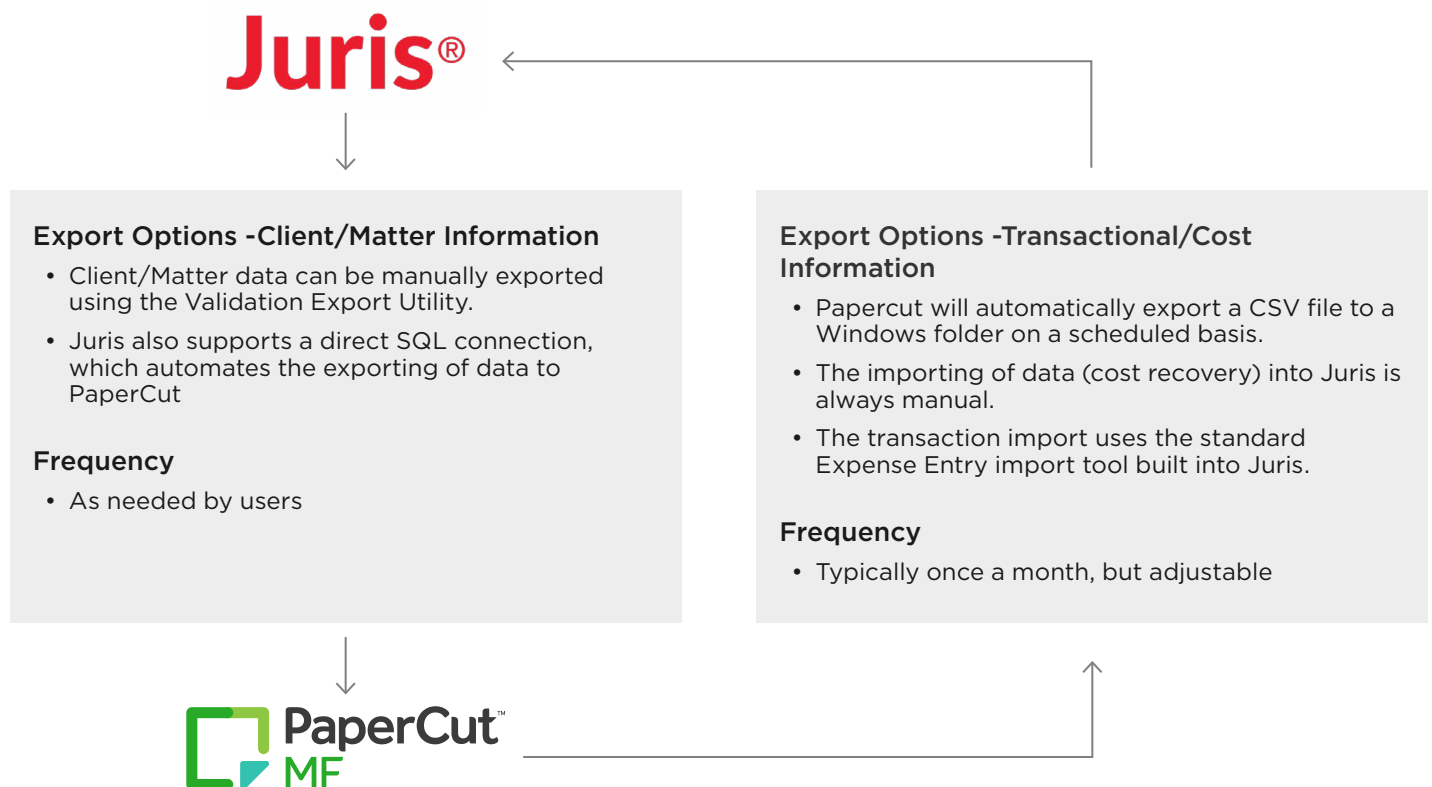 Juris®
Export Options -Client/Matter Information
• Client/Matter data can be manually exported
using the Validation Export Utility.
• Juris also supports a direct SQL connection,
which automates the exporting of data to
PaperCut
Frequency
• As needed by users
Export Options -Transactional/Cost
Information
• Papercut will automatically export a CSV file to a
Windows folder on a scheduled basis.
• The importing of data (cost recovery) into Juris is
always manual.
• The transaction import uses the standard
Expense Entry import tool built into Juris.
Frequency
• Typically once a month, but adjustable
PaperCut™
MF